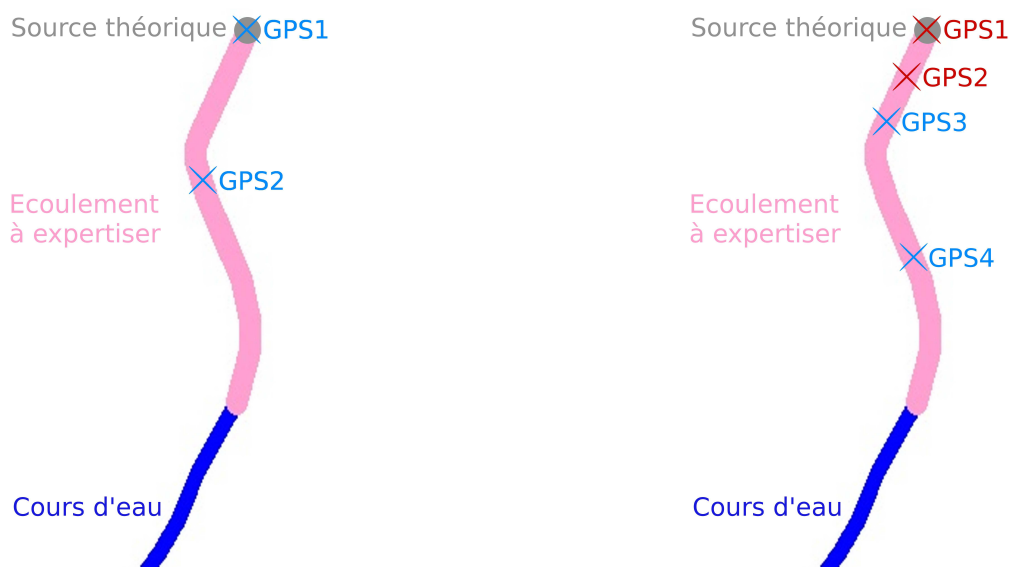 Source théorique GPS1
GPS2
Ecoulement
à expertiser
Cours d'eau
Source théorique GPS1
GPS2
GPS3
Ecoulement
à expertiser
GPS4
Cours d'eau